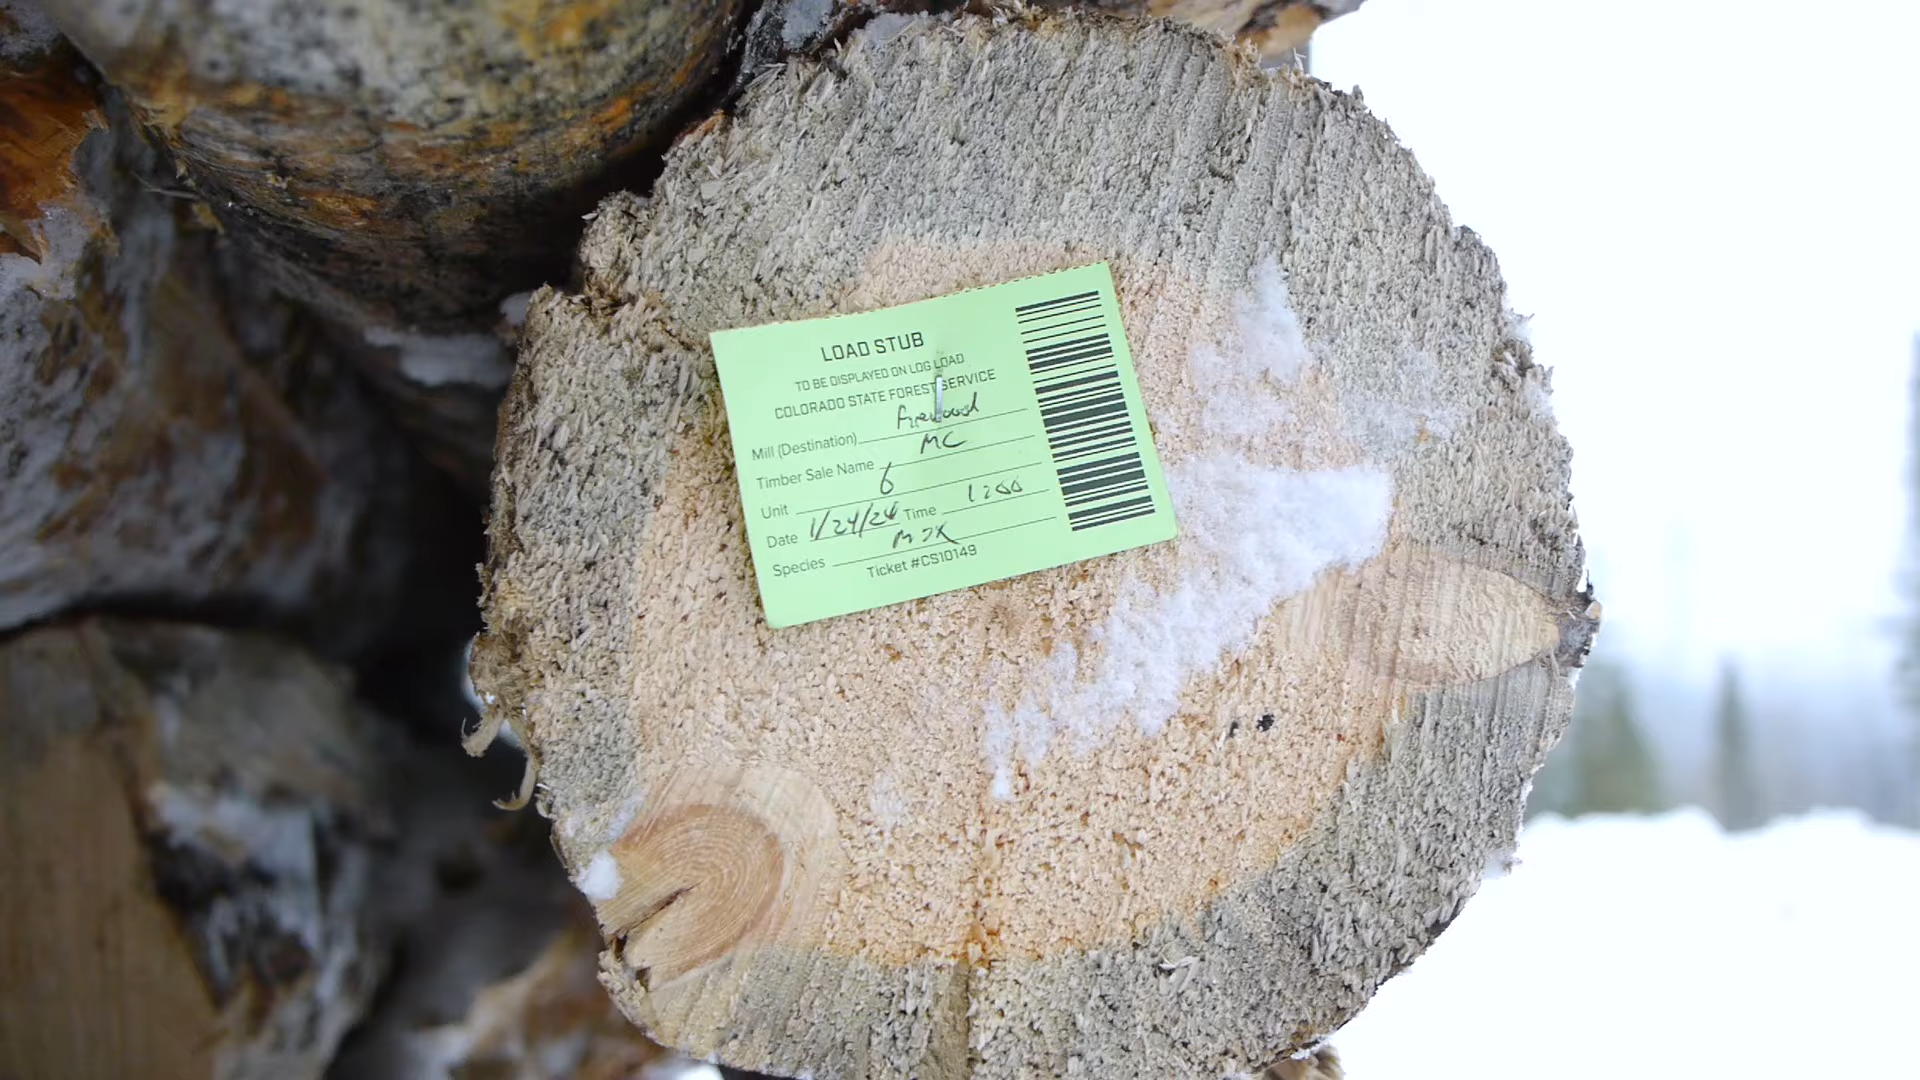 LOAD STUB
TO BE DISPLAYED ON LOG LOAD
COLORADO STATE FOREST SERVICE
Mill (Destination) Firewood
Timber Sale Name MC
Unit 6
Date 1/24/24 Time 1200
Species MIX
Ticket #CS10149